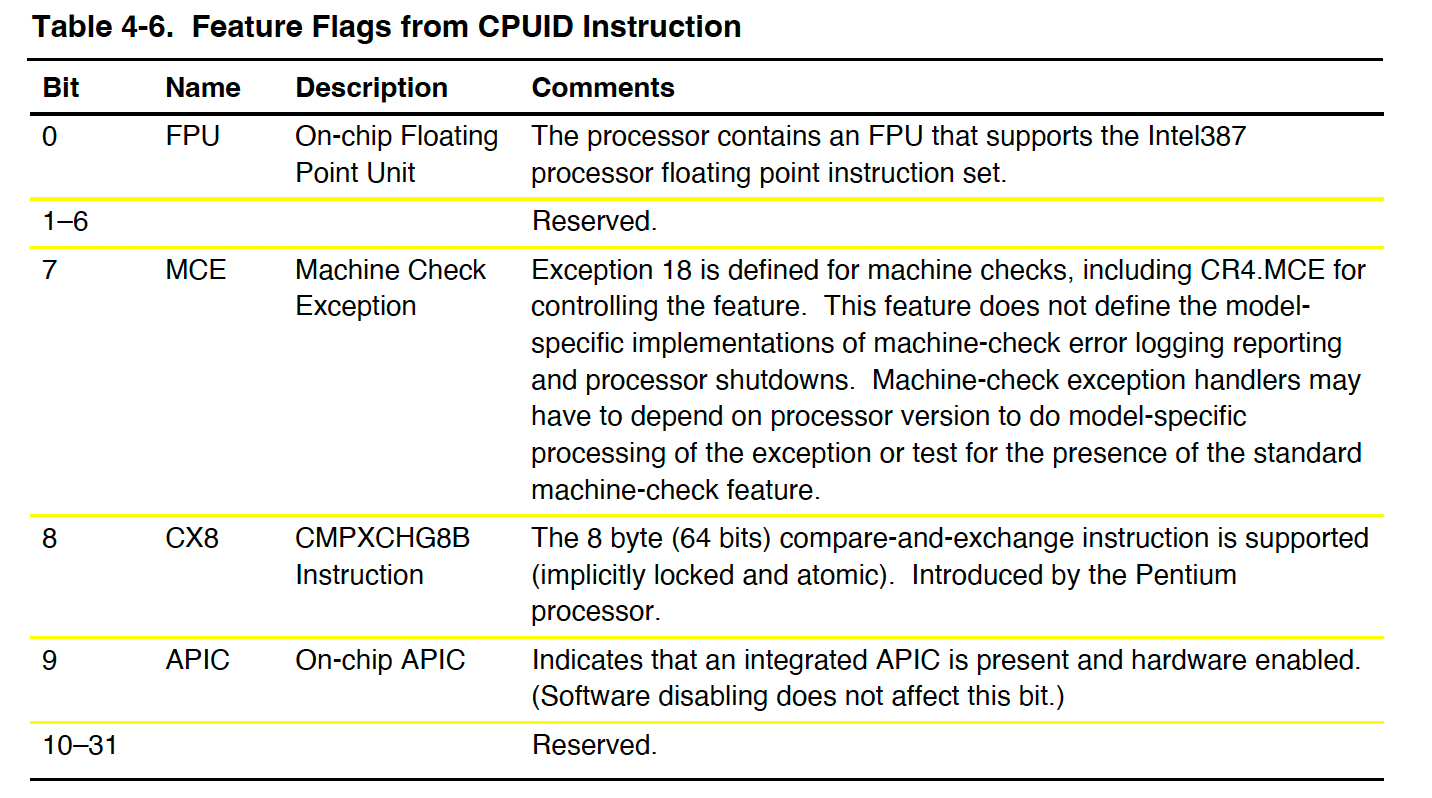 Table 4-6.  Feature Flags from CPUID Instruction
Bit Name Description Comments
0 FPU On-chip Floating The processor contains an FPU that supports the Intel387
Point Unit processor floating point instruction set.
1–6 Reserved.
7 MCE Machine Check Exception 18 is defined for machine checks, including CR4.MCE for
Exception controlling the feature.  This feature does not define the model-
specific implementations of machine-check error logging reporting
and processor shutdowns.  Machine-check exception handlers may
have to depend on processor version to do model-specific
processing of the exception or test for the presence of the standard
machine-check feature.
8 CX8 CMPXCHG8B The 8 byte (64 bits) compare-and-exchange instruction is supported
Instruction (implicitly locked and atomic).  Introduced by the Pentium
processor.
9 APIC On-chip APIC Indicates that an integrated APIC is present and hardware enabled.
(Software disabling does not affect this bit.)
10–31 Reserved.